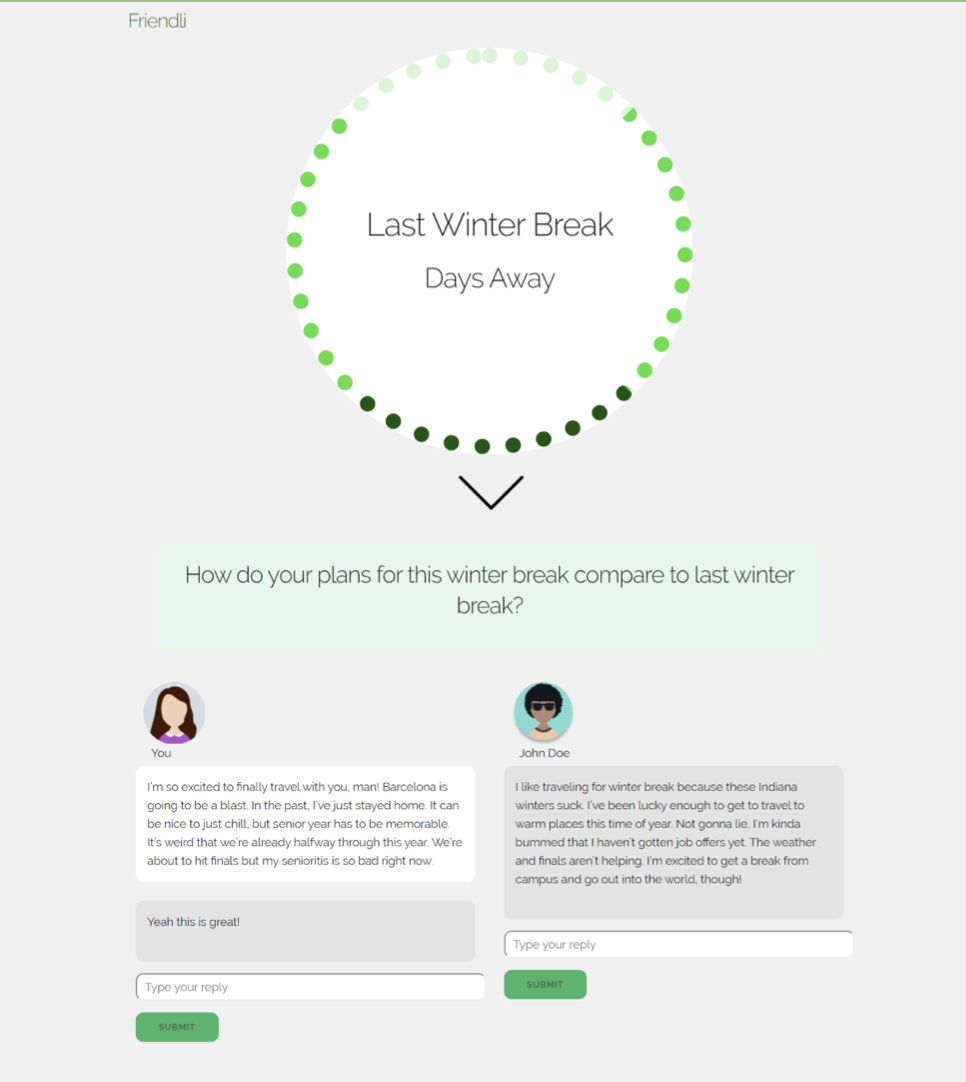 Friendli
Last Winter Break
Days Away
How do your plans for this winter break compare to last winter
break?
You
I'm so excited to finally travel with you, man! Barcelona is
going to be a blast. In the past, I've just stayed home. It can
be nice to just chill, but senior year has to be memorable.
It's weird that we're already halfway through this year. We're
about to hit finals but my senioritis is so bad right now.
Yeah this is great!
Type your reply
SUBMIT
John Doe
I like traveling for winter break because these Indiana
winters suck. I've been lucky enough to get to travel to
warm places this time of year. Not gonna lie, I'm kinda
bummed that I haven't gotten job offers yet. The weather
and finals aren't helping. I'm excited to get a break from
campus and go out into the world, though!
Type your reply
SUBMIT